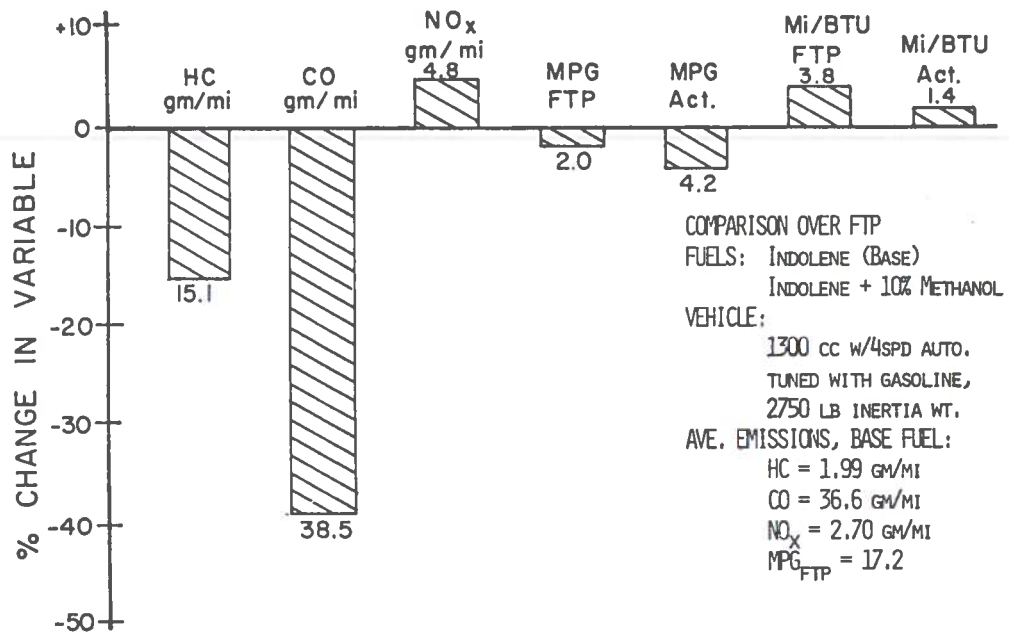 % CHANGE IN VARIABLE
+10
0
-10
-20
-30
-40
-50
HC
gm/mi
15.1
CO
gm/mi
38.5
NOx
gm/mi
4.8
MPG
FTP
2.0
MPG
Act.
4.2
Mi/BTU
FTP
3.8
Mi/BTU
Act.
1.4
COMPARISON OVER FTP
FUELS: INDOLENE (BASE)
INDOLENE + 10% METHANOL
VEHICLE:
1300 CC W/4SPD AUTO.
TUNED WITH GASOLINE,
2750 LB INERTIA WT.
AVE. EMISSIONS, BASE FUEL:
HC = 1.99 GM/MI
CO = 36.6 GM/MI
NOX = 2.70 GM/MI
MPGFTP = 17.2